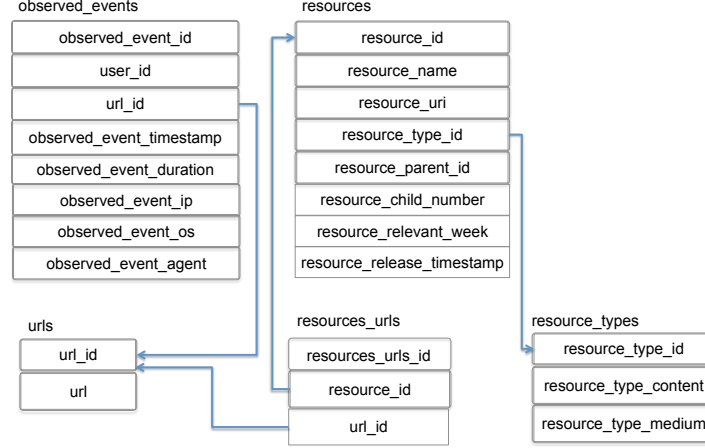 observed_events
observed_event_id
user_id
url_id
observed_event_timestamp
observed_event_duration
observed_event_ip
observed_event_os
observed_event_agent
resources
resource_id
resource_name
resource_uri
resource_type_id
resource_parent_id
resource_child_number
resource_relevant_week
resource_release_timestamp
urls
url_id
url
resources_urls
resources_urls_id
resource_id
url_id
resource_types
resource_type_id
resource_type_content
resource_type_medium